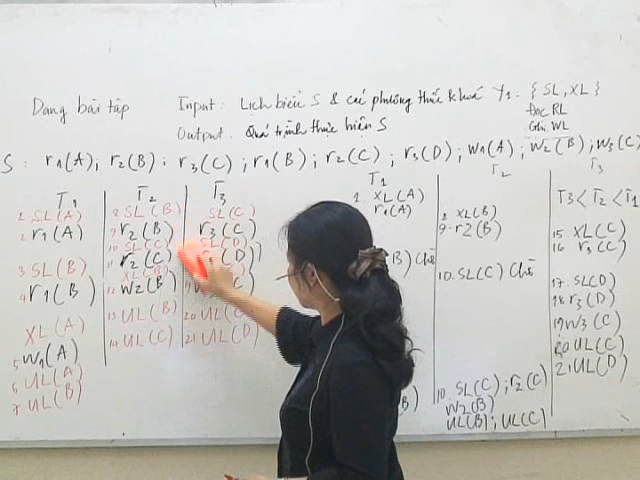 Dạng bài tập
Input: Lịch biểu S & các phương thức khoá Y1: {SL, XL}
Đọc RL
Ghi WL
Output: Quá trình thực hiện S
S: r1(A); r2(B); r3(C); r1(B); r2(C); r3(D); w1(A); w2(B); w3(C)
T2 T3
T1
1 SL(A)
2 r1(A)
3 SL(B)
4 r1(B)
XL(A)
5 w1(A)
6 UL(A)
7 UL(B)
T2
8 SL(B)
9 r2(B)
10 SL(C)
11 r2(C)
XL(B)
12 w2(B)
13 UL(B)
14 UL(C)
T3
SL(C)
r3(C)
SL(D)
(D)
(C)
20 UL(C)
21 UL(D)
T1
1. XL(A)
r1(A)
(B) Chờ
(B)
8 XL(B)
9. r2(B)
10. SL(C) Chờ
10. SL(C); r2(C)
w2(B)
UL(B); UL(C)
T3 < T2 < T1
15. XL(C)
16 r3(C)
17. SL(D)
18. r3(D)
19 w3(C)
20 UL(C)
21. UL(D)